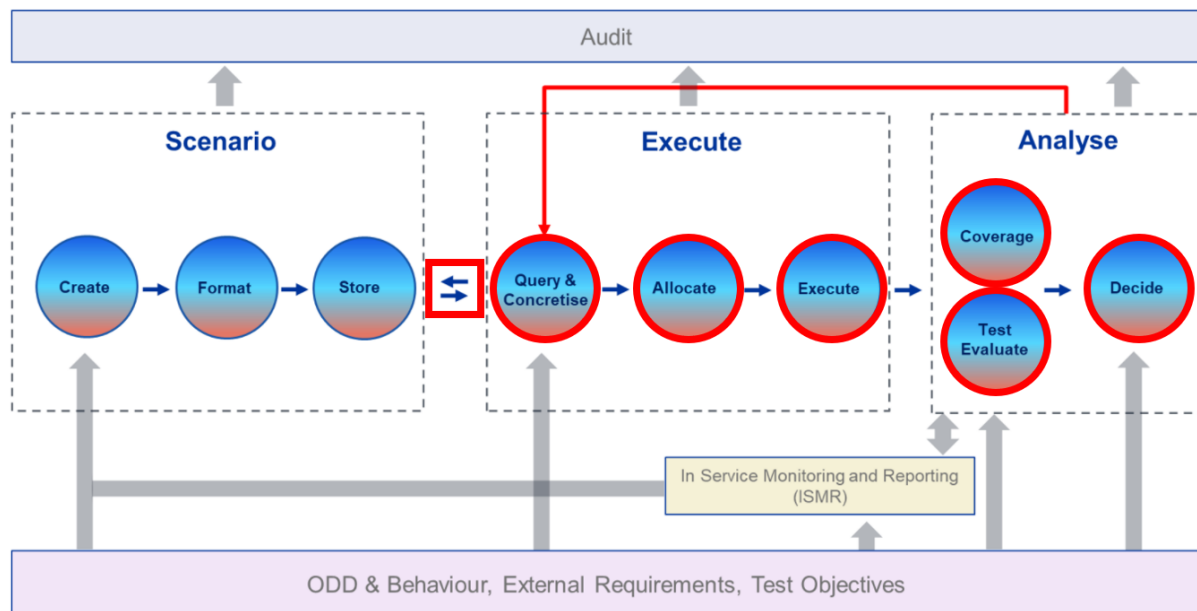 Audit
Scenario
Execute
Analyse
Create
Format
Store
Query &
Concretise
Allocate
Execute
Coverage
Test
Evaluate
Decide
In Service Monitoring and Reporting
(ISMR)
ODD & Behaviour, External Requirements, Test Objectives